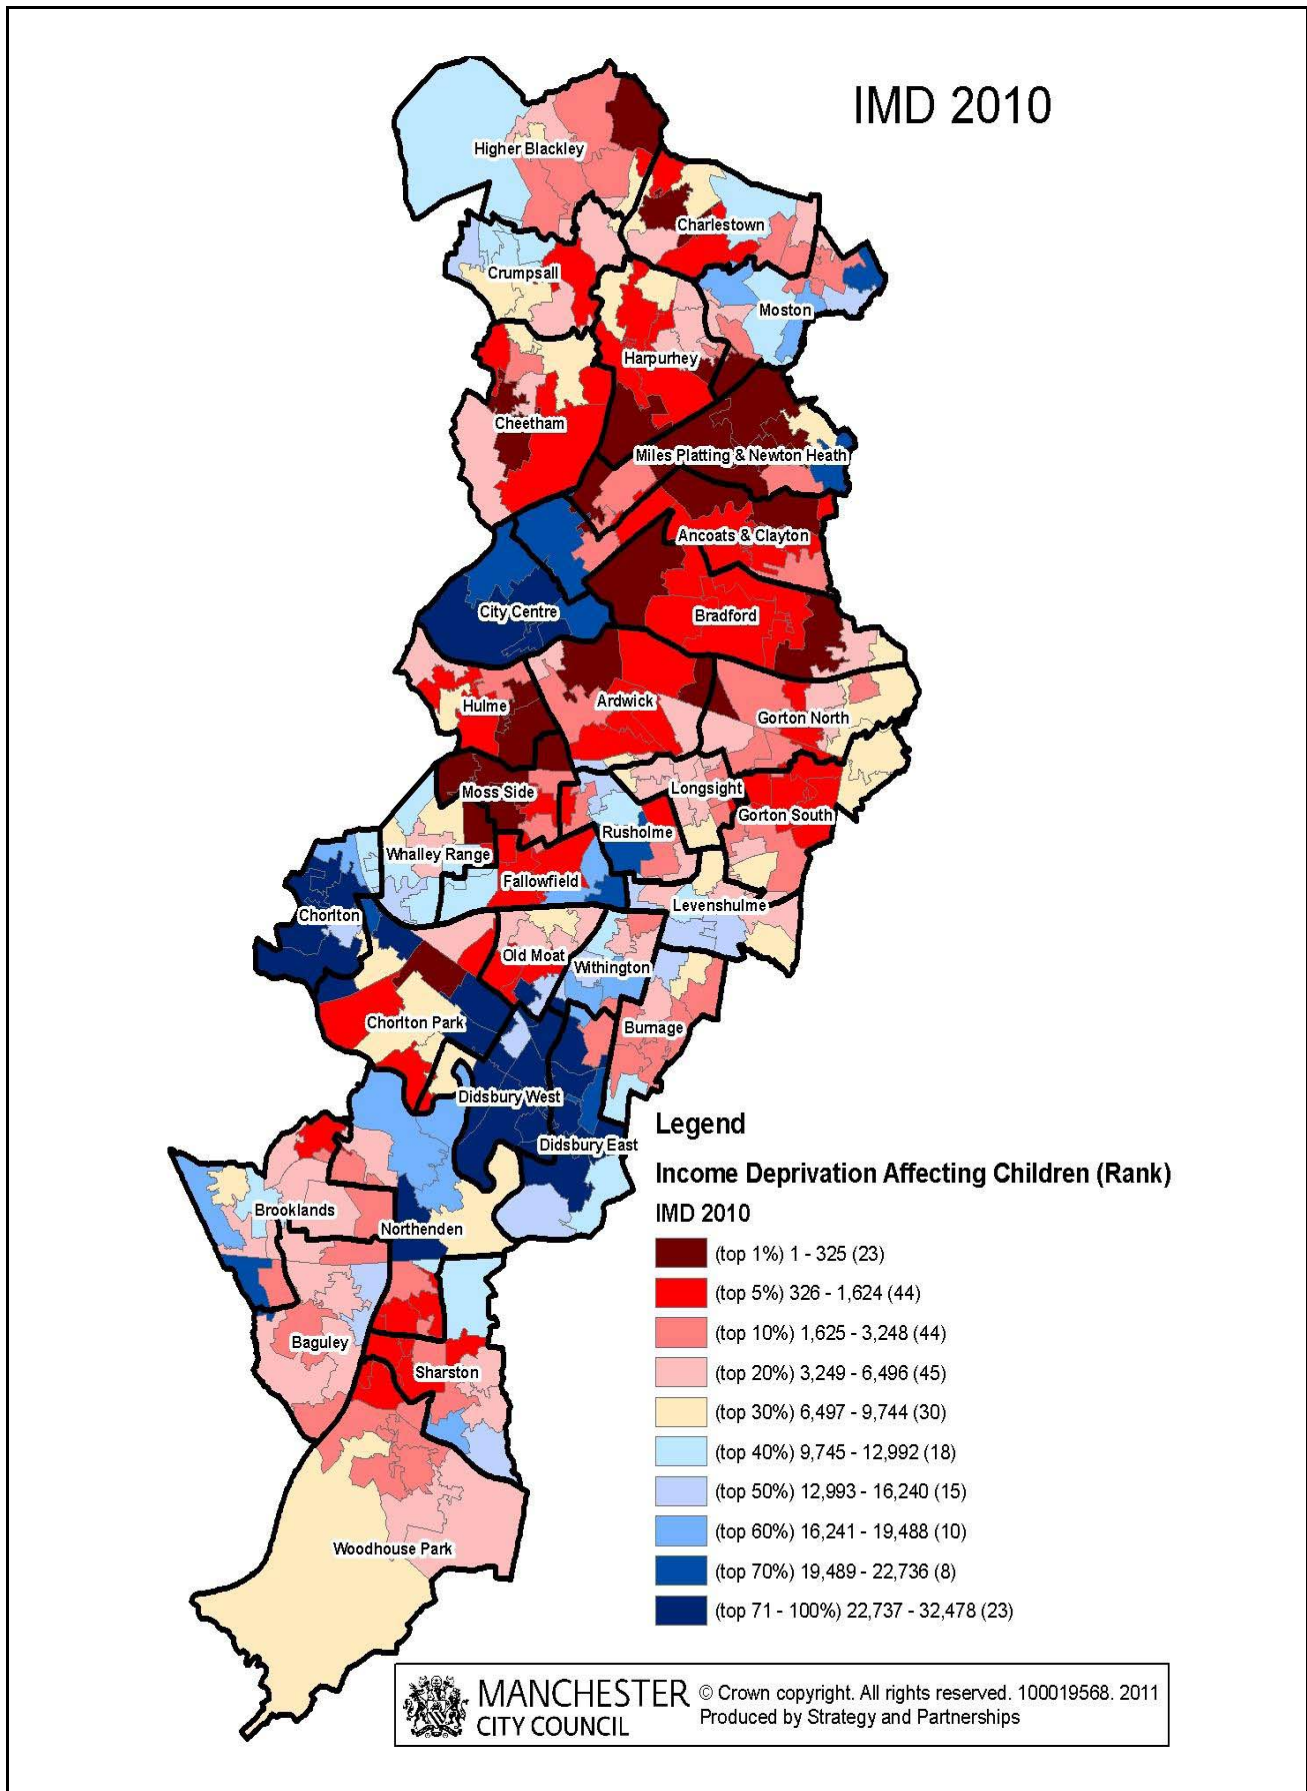 IMD 2010
Higher Blackley
Charlestown
Crumpsall
Moston
Harpurhey
Cheetham
Miles Platting & Newton Heath
Ancoats & Clayton
City Centre
Bradford
Hulme
Ardwick
Gorton North
Moss Side
Longsight
Gorton South
Rusholme
Whalley Range
Fallowfield
Chorlton
Levenshulme
Old Moat
Withington
Chorlton Park
Burnage
Didsbury West
Didsbury East
Brooklands
Northenden
Baguley
Sharston
Woodhouse Park
Legend
Income Deprivation Affecting Children (Rank)
IMD 2010
(top 1%) 1 - 325 (23)
(top 5%) 326 - 1,624 (44)
(top 10%) 1,625 - 3,248 (44)
(top 20%) 3,249 - 6,496 (45)
(top 30%) 6,497 - 9,744 (30)
(top 40%) 9,745 - 12,992 (18)
(top 50%) 12,993 - 16,240 (15)
(top 60%) 16,241 - 19,488 (10)
(top 70%) 19,489 - 22,736 (8)
(top 71 - 100%) 22,737 - 32,478 (23)
MANCHESTER
CITY COUNCIL
© Crown copyright. All rights reserved. 100019568. 2011
Produced by Strategy and Partnerships